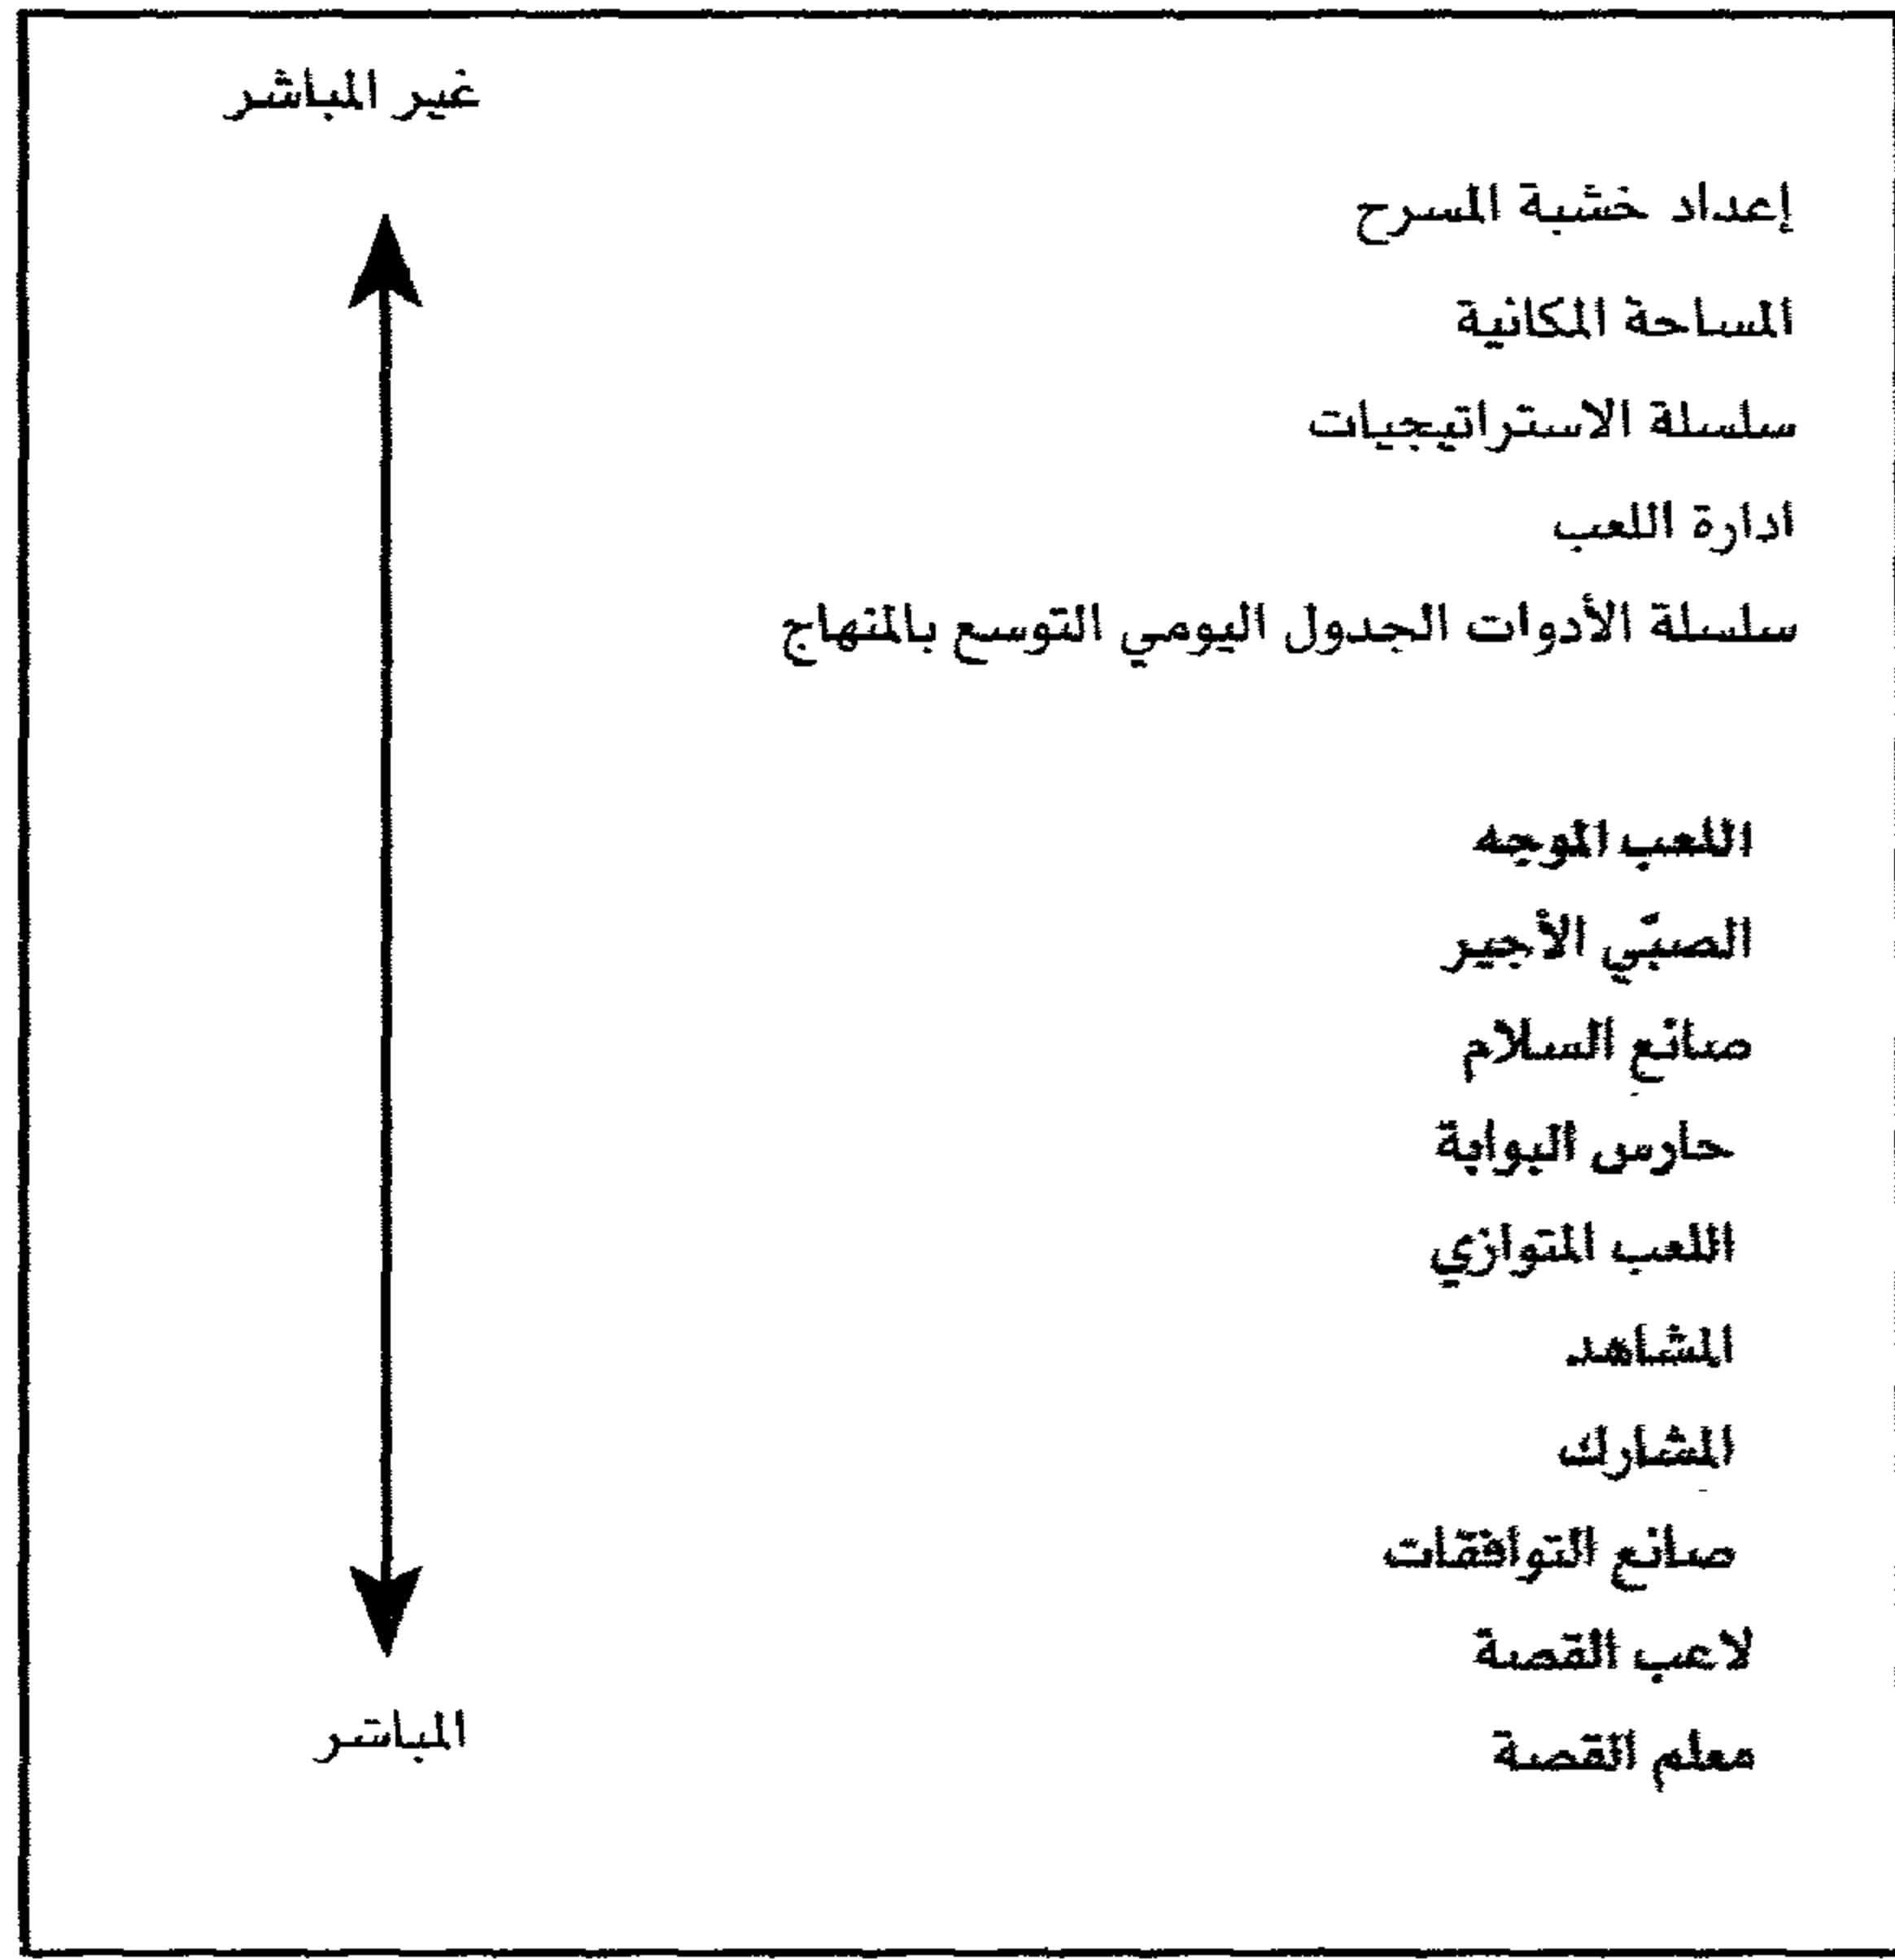 غير المباشر
إعداد خشبة المسرح
المساحة المكانية
سلسلة الاستراتيجيات
ادارة اللعب
سلسلة الأدوات الجدول اليومي التوسع بالمنهاج
اللعب الموجه
الصبّي الأجير
صانع السلام
حارس البوابة
اللعب المتوازي
المشاهد
المشارك
صانع التوافقات
لاعب القصة
المباشر
معلم القصة